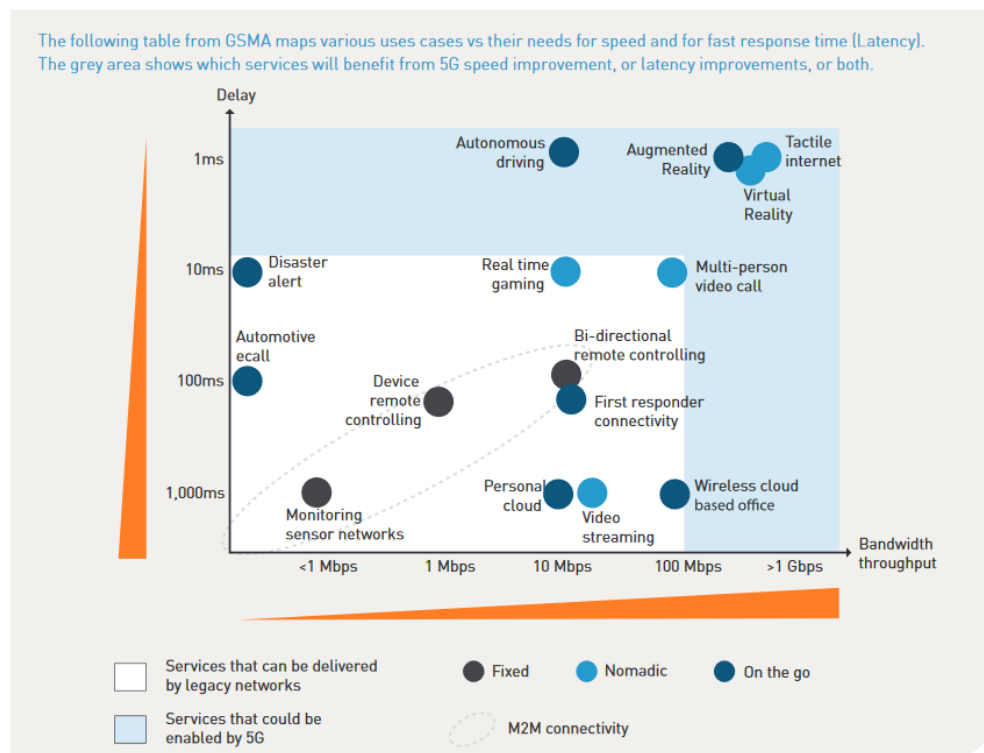 The following table from GSMA maps various uses cases vs their needs for speed and for fast response time (Latency).
The grey area shows which services will benefit from 5G speed improvement, or latency improvements, or both.
Delay
Autonomous
driving
Augmented
Reality
Tactile
internet
Virtual
Reality
1ms
10ms
Disaster
alert
Real time
gaming
Multi-person
video call
Automotive
ecall
Bi-directional
remote controlling
100ms
Device
remote
controlling
First responder
connectivity
1,000ms
Monitoring
sensor networks
Personal
cloud
Video
streaming
Wireless cloud
based office
Bandwidth
throughput
<1 Mbps
1 Mbps
10 Mbps
100 Mbps
>1 Gbps
Services that can be delivered
by legacy networks
Fixed
Nomadic
On the go
Services that could be
enabled by 5G
M2M connectivity